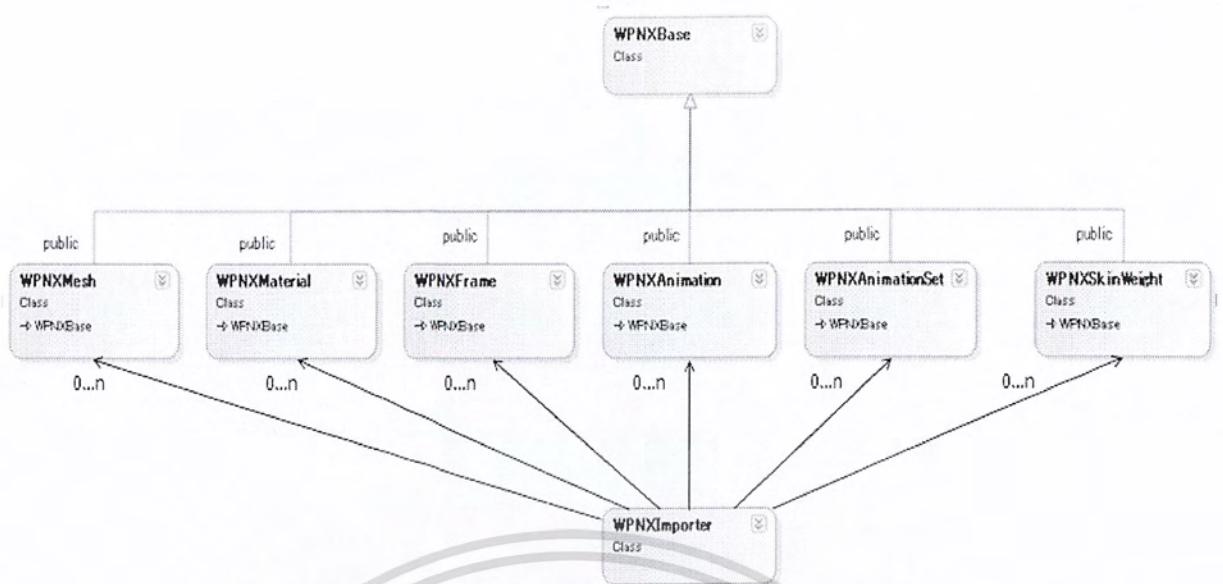 WPNXBase
Class
public
public
public
public
public
public
WPNXMesh
Class
WPNXBase
WPNXMaterial
Class
WPNXBase
WPNXFrame
Class
WPNXBase
WPNXAnimation
Class
WPNXBase
WPNXAnimationSet
Class
WPNXBase
WPNXSkinWeight
Class
WPNXBase
0...n
0...n
0...n
0...n
0...n
0...n
WPNXImporter
Class